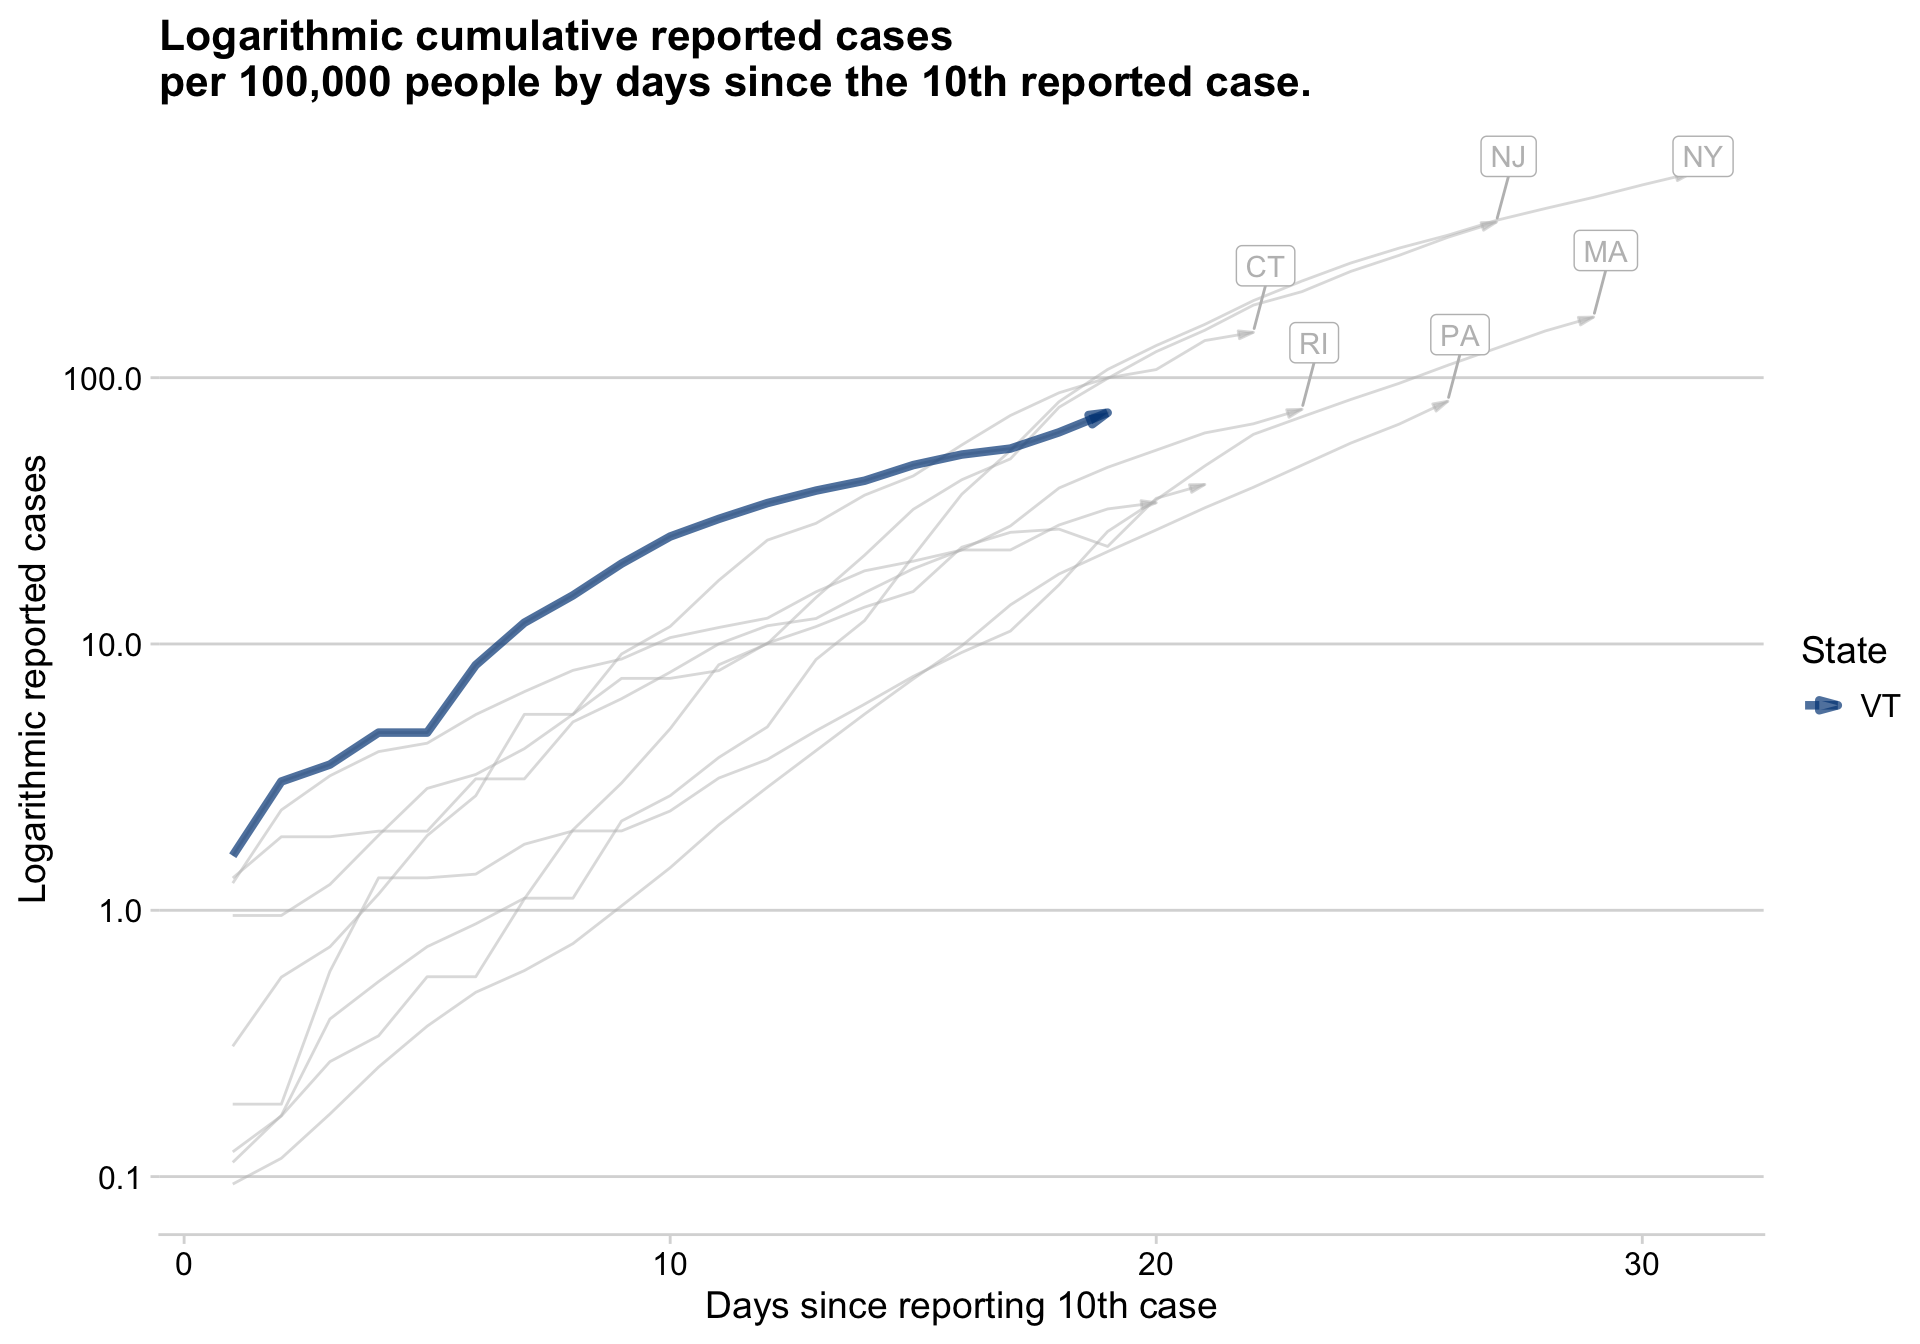 Logarithmic cumulative reported cases
per 100,000 people by days since the 10th reported case.
NJ
NY
MA
CT
PA
RI
100.0
10.0
1.0
0.1
Logarithmic reported cases
State
VT
0
10
20
30
Days since reporting 10th case